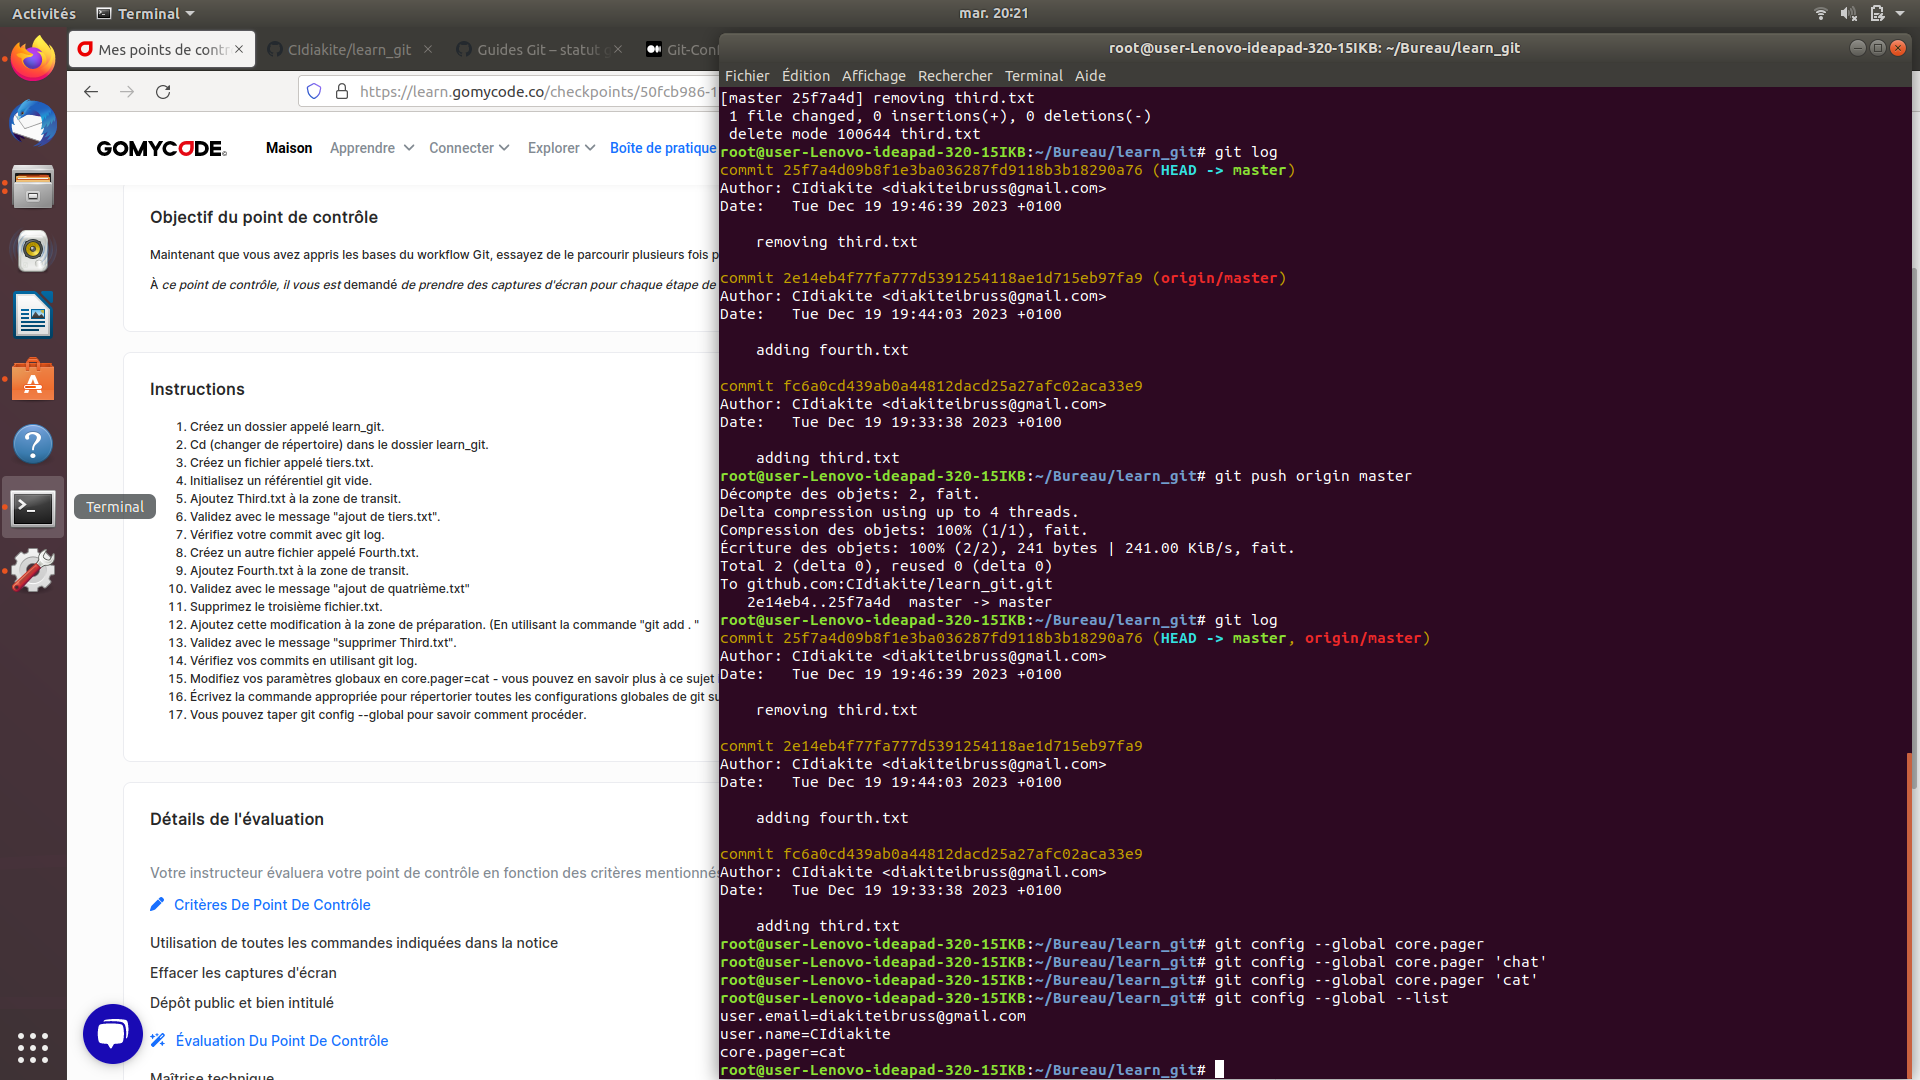 Activités
Terminal
mar. 20:21
Mes points de contr
CIdiakite/learn_git
Guides Git – statut g
Git-Conf
https://learn.gomycode.co/checkpoints/50fcb986-1
GOMYCODE
Maison
Apprendre
Connecter
Explorer
Boîte de pratique
Objectif du point de contrôle
Maintenant que vous avez appris les bases du workflow Git, essayez de le parcourir plusieurs fois p
À ce point de contrôle, il vous est demandé de prendre des captures d'écran pour chaque étape de
Instructions
1. Créez un dossier appelé learn_git.
2. Cd (changer de répertoire) dans le dossier learn_git.
3. Créez un fichier appelé tiers.txt.
4. Initialisez un référentiel git vide.
5. Ajoutez Third.txt à la zone de transit.
6. Validez avec le message "ajout de tiers.txt".
7. Vérifiez votre commit avec git log.
8. Créez un autre fichier appelé Fourth.txt.
9. Ajoutez Fourth.txt à la zone de transit.
10. Validez avec le message "ajout de quatrième.txt"
11. Supprimez le troisième fichier.txt.
12. Ajoutez cette modification à la zone de préparation. (En utilisant la commande "git add . "
13. Validez avec le message "supprimer Third.txt".
14. Vérifiez vos commits en utilisant git log.
15. Modifiez vos paramètres globaux en core.pager=cat - vous pouvez en savoir plus à ce sujet
16. Écrivez la commande appropriée pour répertorier toutes les configurations globales de git su
17. Vous pouvez taper git config --global pour savoir comment procéder.
Terminal
Détails de l'évaluation
Votre instructeur évaluera votre point de contrôle en fonction des critères mentionnés
Critères De Point De Contrôle
Utilisation de toutes les commandes indiquées dans la notice
Effacer les captures d'écran
Dépôt public et bien intitulé
Évaluation Du Point De Contrôle
Maîtrise technique
root@user-Lenovo-ideapad-320-15IKB: ~/Bureau/learn_git
Fichier Édition Affichage Rechercher Terminal Aide
[master 25f7a4d] removing third.txt
1 file changed, 0 insertions(+), 0 deletions(-)
delete mode 100644 third.txt
root@user-Lenovo-ideapad-320-15IKB:~/Bureau/learn_git# git log
commit 25f7a4d09b8f1e3ba036287fd9118b3b18290a76 (HEAD -> master)
Author: CIdiakite <diakiteibruss@gmail.com>
Date:   Tue Dec 19 19:46:39 2023 +0100
removing third.txt
commit 2e14eb4f77fa777d5391254118ae1d715eb97fa9 (origin/master)
Author: CIdiakite <diakiteibruss@gmail.com>
Date:   Tue Dec 19 19:44:03 2023 +0100
adding fourth.txt
commit fc6a0cd439ab0a44812dacd25a27afc02aca33e9
Author: CIdiakite <diakiteibruss@gmail.com>
Date:   Tue Dec 19 19:33:38 2023 +0100
adding third.txt
root@user-Lenovo-ideapad-320-15IKB:~/Bureau/learn_git# git push origin master
Décompte des objets: 2, fait.
Delta compression using up to 4 threads.
Compression des objets: 100% (1/1), fait.
Écriture des objets: 100% (2/2), 241 bytes | 241.00 KiB/s, fait.
Total 2 (delta 0), reused 0 (delta 0)
To github.com:CIdiakite/learn_git.git
2e14eb4..25f7a4d  master -> master
root@user-Lenovo-ideapad-320-15IKB:~/Bureau/learn_git# git log
commit 25f7a4d09b8f1e3ba036287fd9118b3b18290a76 (HEAD -> master, origin/master)
Author: CIdiakite <diakiteibruss@gmail.com>
Date:   Tue Dec 19 19:46:39 2023 +0100
removing third.txt
commit 2e14eb4f77fa777d5391254118ae1d715eb97fa9
Author: CIdiakite <diakiteibruss@gmail.com>
Date:   Tue Dec 19 19:44:03 2023 +0100
adding fourth.txt
commit fc6a0cd439ab0a44812dacd25a27afc02aca33e9
Author: CIdiakite <diakiteibruss@gmail.com>
Date:   Tue Dec 19 19:33:38 2023 +0100
adding third.txt
root@user-Lenovo-ideapad-320-15IKB:~/Bureau/learn_git# git config --global core.pager
root@user-Lenovo-ideapad-320-15IKB:~/Bureau/learn_git# git config --global core.pager 'chat'
root@user-Lenovo-ideapad-320-15IKB:~/Bureau/learn_git# git config --global core.pager 'cat'
root@user-Lenovo-ideapad-320-15IKB:~/Bureau/learn_git# git config --global --list
user.email=diakiteibruss@gmail.com
user.name=CIdiakite
core.pager=cat
root@user-Lenovo-ideapad-320-15IKB:~/Bureau/learn_git#